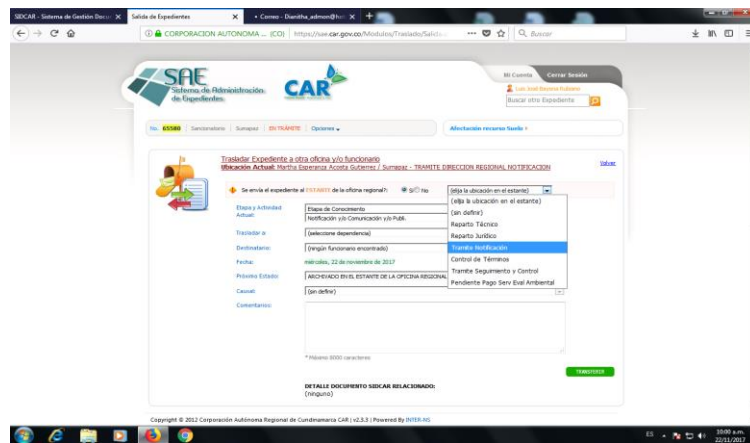 SIDCAR - Sistema de Gestión Docu
Salida de Expedientes
Correo - Dianitha_admon@hot
CORPORACION AUTONOMA ... (CO)
https://sae.car.gov.co/Modulos/Traslado/Salida
Buscar
SAE
Sistema de Administración
de Expedientes.
CAR
Mi Cuenta
Cerrar Sesión
Buscar otro Expediente
No. 65580
Sancionatorio
Sumapaz
EN TRÁMITE
Opciones
Afectación recurso Suelo
Trasladar Expediente a otra oficina y/o funcionario
Ubicación Actual: Martha Esperanza Acosta Gutierrez / Sumapaz - TRAMITE DIRECCION REGIONAL NOTIFICACION
Volver
Se envía el expediente al ESTANTE de la oficina regional?:
Si
No
(elija la ubicación en el estante)
(elija la ubicación en el estante)
(sin definir)
Reparto Técnico
Reparto Jurídico
Tramite Notificación
Control de Términos
Tramite Seguimiento y Control
Pendiente Pago Serv Eval Ambiental
Etapa y Actividad
Actual:
Etapa de Conocimiento
Notificación y/o Comunicación y/o Publi.
Trasladar a:
(seleccione dependencia)
Destinatario:
(ningún funcionario encontrado)
Fecha:
miércoles, 22 de noviembre de 2017
Próximo Estado:
ARCHIVADO EN EL ESTANTE DE LA OFICINA REGIONAL
Causal:
(sin definir)
Comentarios:
* Máximo 8000 caracteres
TRANSFERIR
DETALLE DOCUMENTO SIDCAR RELACIONADO:
(ninguno)
Copyright © 2012 Corporación Autónoma Regional de Cundinamarca CAR | v2.3.3 | Powered By INTER-NS
ES
10:00 a.m.
22/11/2017